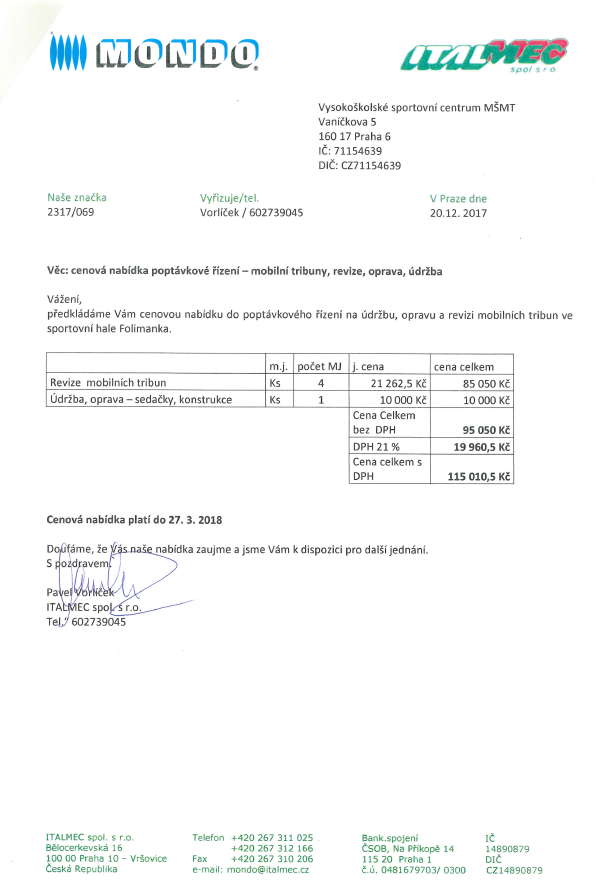 MONDO®
ITALMEC
spol s r.o.
Vysokoškolské sportovní centrum MŠMT
Vaníčkova 5
160 17 Praha 6
IČ: 71154639
DIČ: CZ71154639
Naše značka Vyřizuje/tel. V Praze dne
2317/069 Vorlíček / 602739045 20.12. 2017
Věc: cenová nabídka poptávkové řízení – mobilní tribuny, revize, oprava, údržba
Vážení,
předkládáme Vám cenovou nabídku do poptávkového řízení na údržbu, opravu a revizi mobilních tribun ve
sportovní hale Folimanka.
m.j. počet MJ j. cena cena celkem
Revize mobilních tribun Ks 4 21 262,5 Kč 85 050 Kč
Údržba, oprava – sedačky, konstrukce Ks 1 10 000 Kč 10 000 Kč
Cena Celkem
bez DPH 95 050 Kč
DPH 21 % 19 960,5 Kč
Cena celkem s
DPH 115 010,5 Kč
Cenová nabídka platí do 27. 3. 2018
Doufáme, že Vás naše nabídka zaujme a jsme Vám k dispozici pro další jednání.
S pozdravem.
Pavel Vorlíček
ITALMEC spol. s r.o.
Tel.: 602739045
ITALMEC spol. s r.o. Telefon +420 267 311 025 Bank.spojení IČ
Bělocerkevská 16 +420 267 312 166 ČSOB, Na Příkopě 14 14890879
100 00 Praha 10 – Vršovice Fax +420 267 310 206 115 20 Praha 1 DIČ
Česká Republika e-mail: mondo@italmec.cz č.ú. 0481679703/ 0300 CZ14890879